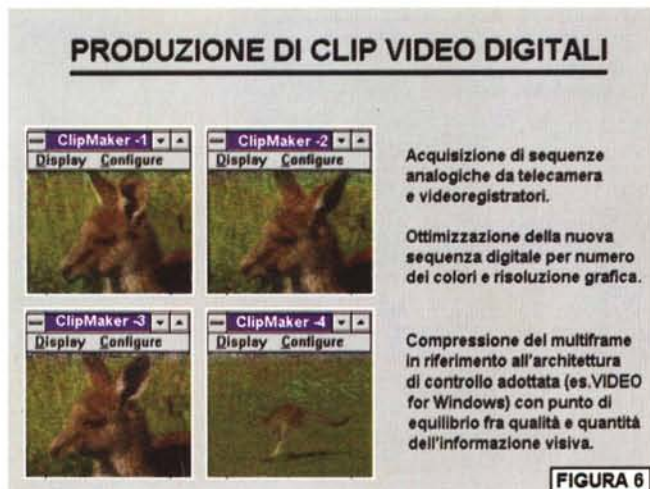 PRODUZIONE DI CLIP VIDEO DIGITALI
ClipMaker -1
Display Configure
ClipMaker -2
Display Configure
ClipMaker -3
Display Configure
ClipMaker -4
Display Configure
Acquisizione di sequenze
analogiche da telecamera
e videoregistratori.
Ottimizzazione della nuova
sequenza digitale per numero
dei colori e risoluzione grafica.
Compressione del multiframe
in riferimento all'architettura
di controllo adottata (es.VIDEO
for Windows) con punto di
equilibrio fra qualità e quantità
dell'informazione visiva.
FIGURA 6